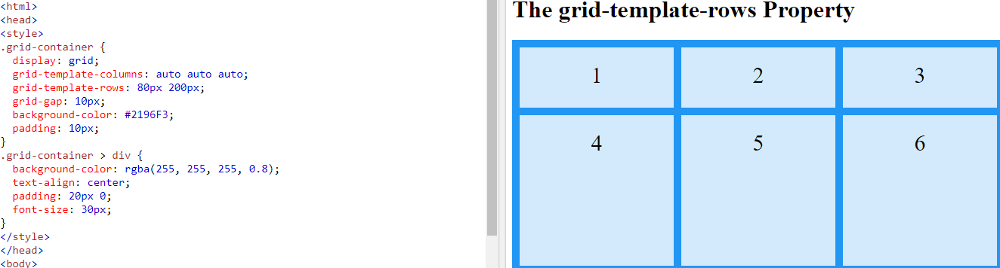 <html>
<head>
<style>
.grid-container {
  display: grid;
  grid-template-columns: auto auto auto;
  grid-template-rows: 80px 200px;
  grid-gap: 10px;
  background-color: #2196F3;
  padding: 10px;
}
.grid-container > div {
  background-color: rgba(255, 255, 255, 0.8);
  text-align: center;
  padding: 20px 0;
  font-size: 30px;
}
</style>
</head>
<body>
The grid-template-rows Property
1 2 3
4 5 6